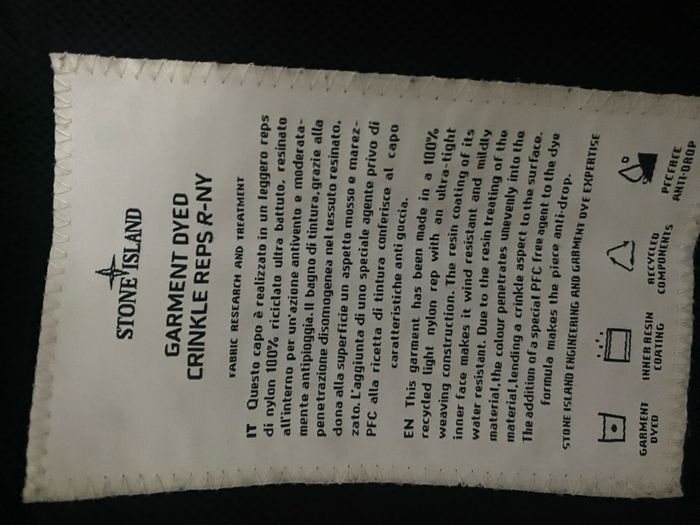 STONE ISLAND
GARMENT DYED
CRINKLE REPS R-NY
FABRIC RESEARCH AND TREATMENT
IT Questo capo è realizzato in un leggero reps
di nylon 100% riciclato ultra battuto, resinato
all'interno per un'azione antivento e moderata-
mente antipioggia. Il bagno di tintura, grazie alla
penetrazione disomogenea nel tessuto resinato,
dona alla superficie un aspetto mosso e marez-
zato. L'aggiunta di uno speciale agente privo di
PFC alla ricetta di tintura conferisce al capo
caratteristiche anti goccia.
EN This garment has been made in a 100%
recycled light nylon rep with an ultra-tight
weaving construction. The resin coating of its
inner face makes it wind resistant and mildly
water resistant. Due to the resin treating of the
material, the colour penetrates unevenly into the
material, lending a crinkle aspect to the surface.
The addition of a special PFC free agent to the dye
formula makes the piece anti-drop.
STONE ISLAND ENGINEERING AND GARMENT DYE EXPERTISE
GARMENT
DYED
INNER RESIN
COATING
RECYCLED
COMPONENTS
PFC FREE
ANTI-DROP